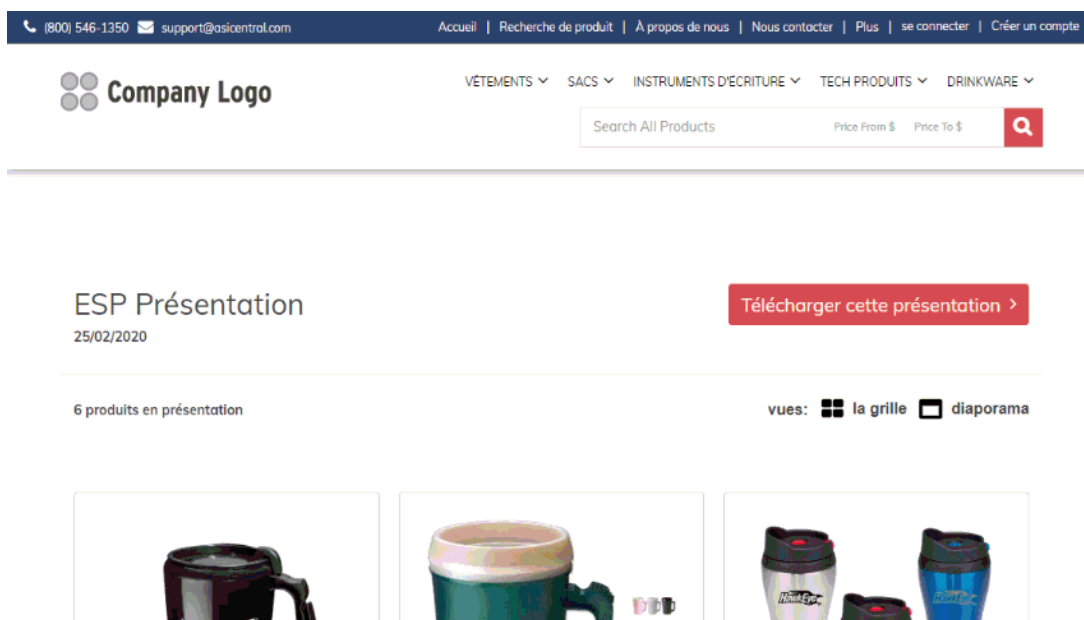 (800) 546-1350 support@asicentral.com Accueil | Recherche de produit | À propos de nous | Nous contacter | Plus | se connecter | Créer un compte
Company Logo
VÊTEMENTS SACS INSTRUMENTS D'ÉCRITURE TECH PRODUITS DRINKWARE
Search All Products Price From $ Price To $
ESP Présentation
Télécharger cette présentation >
25/02/2020
6 produits en présentation
vues: la grille diaporama
HawkEye